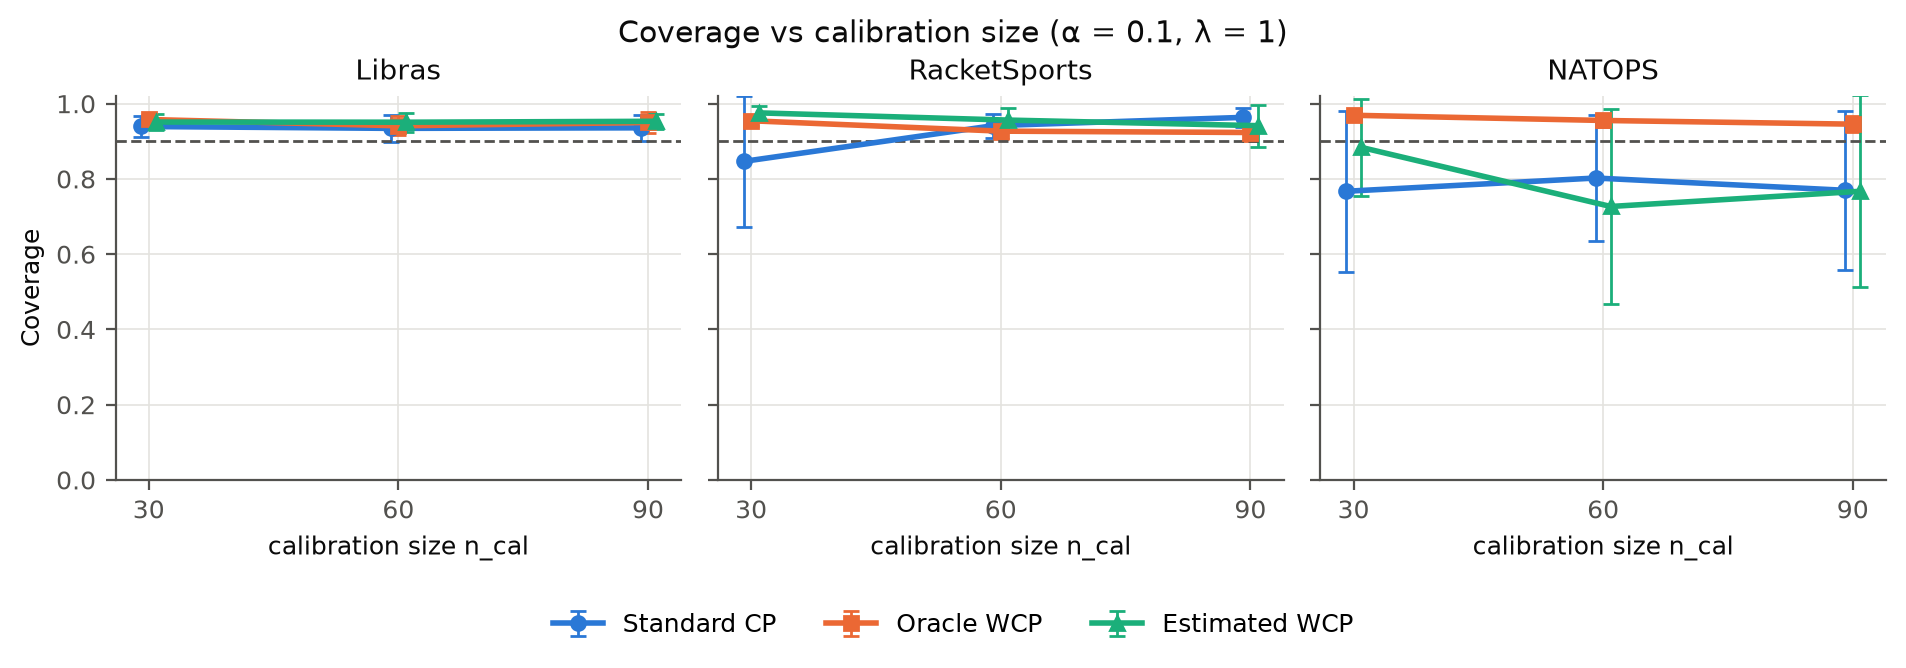 Coverage vs calibration size (α = 0.1, λ = 1)
Libras
RacketSports
NATOPS
Coverage
1.0
0.8
0.6
0.4
0.2
0.0
30 60 90
30 60 90
30 60 90
calibration size n_cal
calibration size n_cal
calibration size n_cal
Standard CP Oracle WCP Estimated WCP